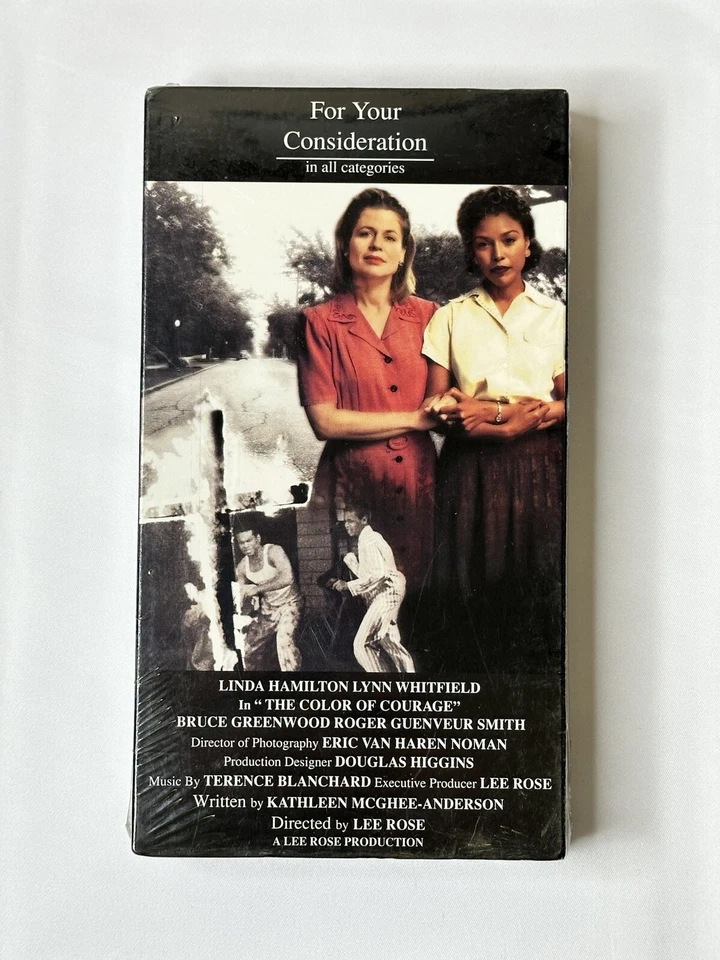 For Your
Consideration
in all categories
LINDA HAMILTON LYNN WHITFIELD
In “ THE COLOR OF COURAGE”
BRUCE GREENWOOD ROGER GUENVEUR SMITH
Director of Photography ERIC VAN HAREN NOMAN
Production Designer DOUGLAS HIGGINS
Music By TERENCE BLANCHARD Executive Producer LEE ROSE
Written by KATHLEEN MCGHEE-ANDERSON
Directed by LEE ROSE
A LEE ROSE PRODUCTION